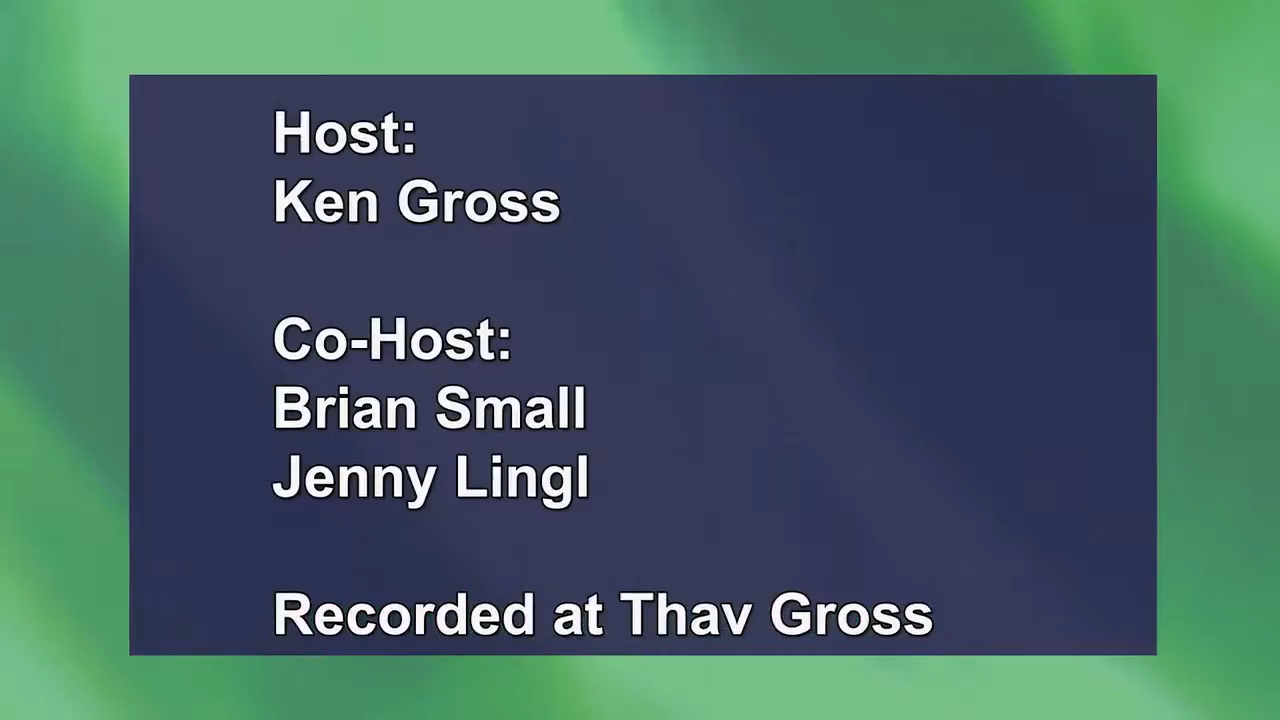 Host:
Ken Gross
Co-Host:
Brian Small
Jenny Lingl
Recorded at Thav Gross